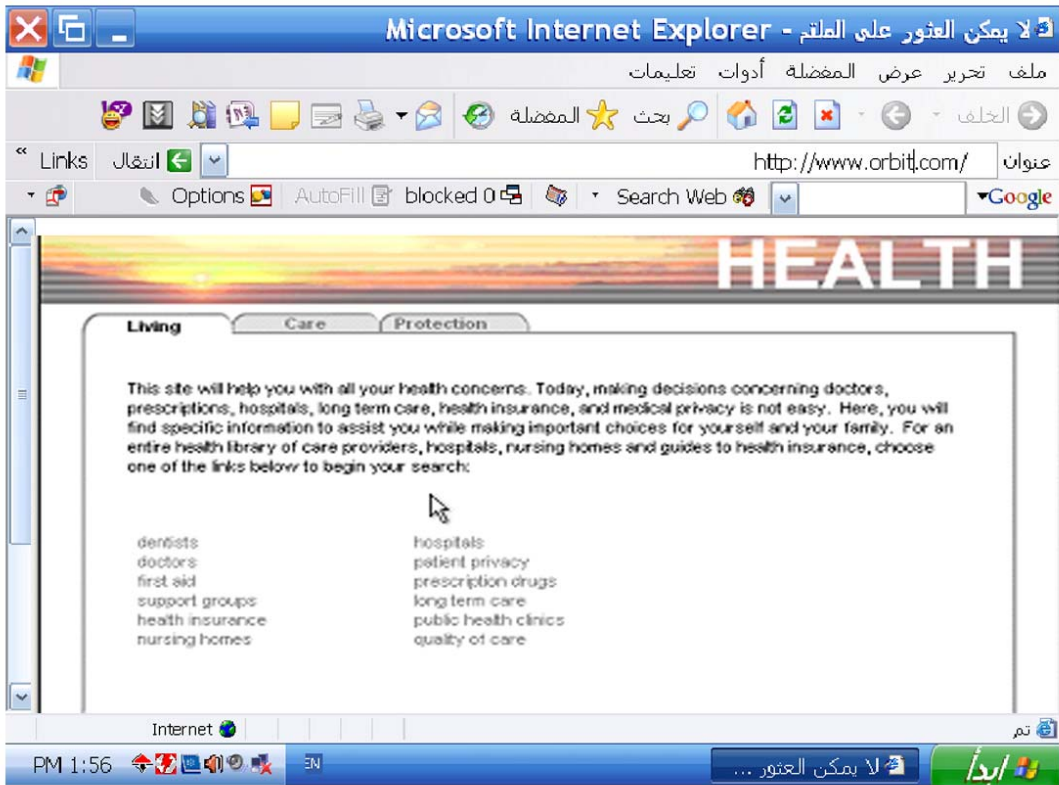 لا يمكن العثور على الملتم - Microsoft Internet Explorer
ملف تحرير عرض المفضلة أدوات تعليمات
الخلف بحث المفضلة
عنوان http://www.orbit.com/ انتقال Links «
Google Search Web blocked 0 AutoFill Options
HEALTH
Living Care Protection
This site will help you with all your health concerns. Today, making decisions concerning doctors,
prescriptions, hospitals, long term care, health insurance, and medical privacy is not easy. Here, you will
find specific information to assist you while making important choices for yourself and your family. For an
entire health library of care providers, hospitals, nursing homes and guides to health insurance, choose
one of the links below to begin your search:
dentists hospitals
doctors patient privacy
first aid prescription drugs
support groups long term care
health insurance public health clinics
nursing homes quality of care
تم Internet
ابدأ لا يمكن العثور ... EN 1:56 PM